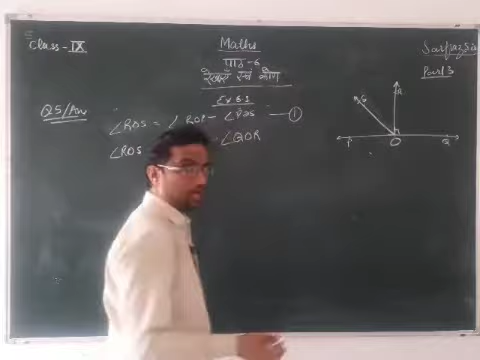 Class-IX
Maths
पाठ-6
रेखाएँ एवं कोण
Ex 6.1
Part 3
Q5/Ans
∠ROS = ∠ROP - ∠POS — ①
∠ROS ∠QOR
S
R
P
O
Q